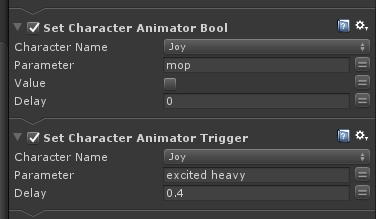 Set Character Animator Bool
Character Name Joy
Parameter mop
Value
Delay 0
Set Character Animator Trigger
Character Name Joy
Parameter excited heavy
Delay 0.4